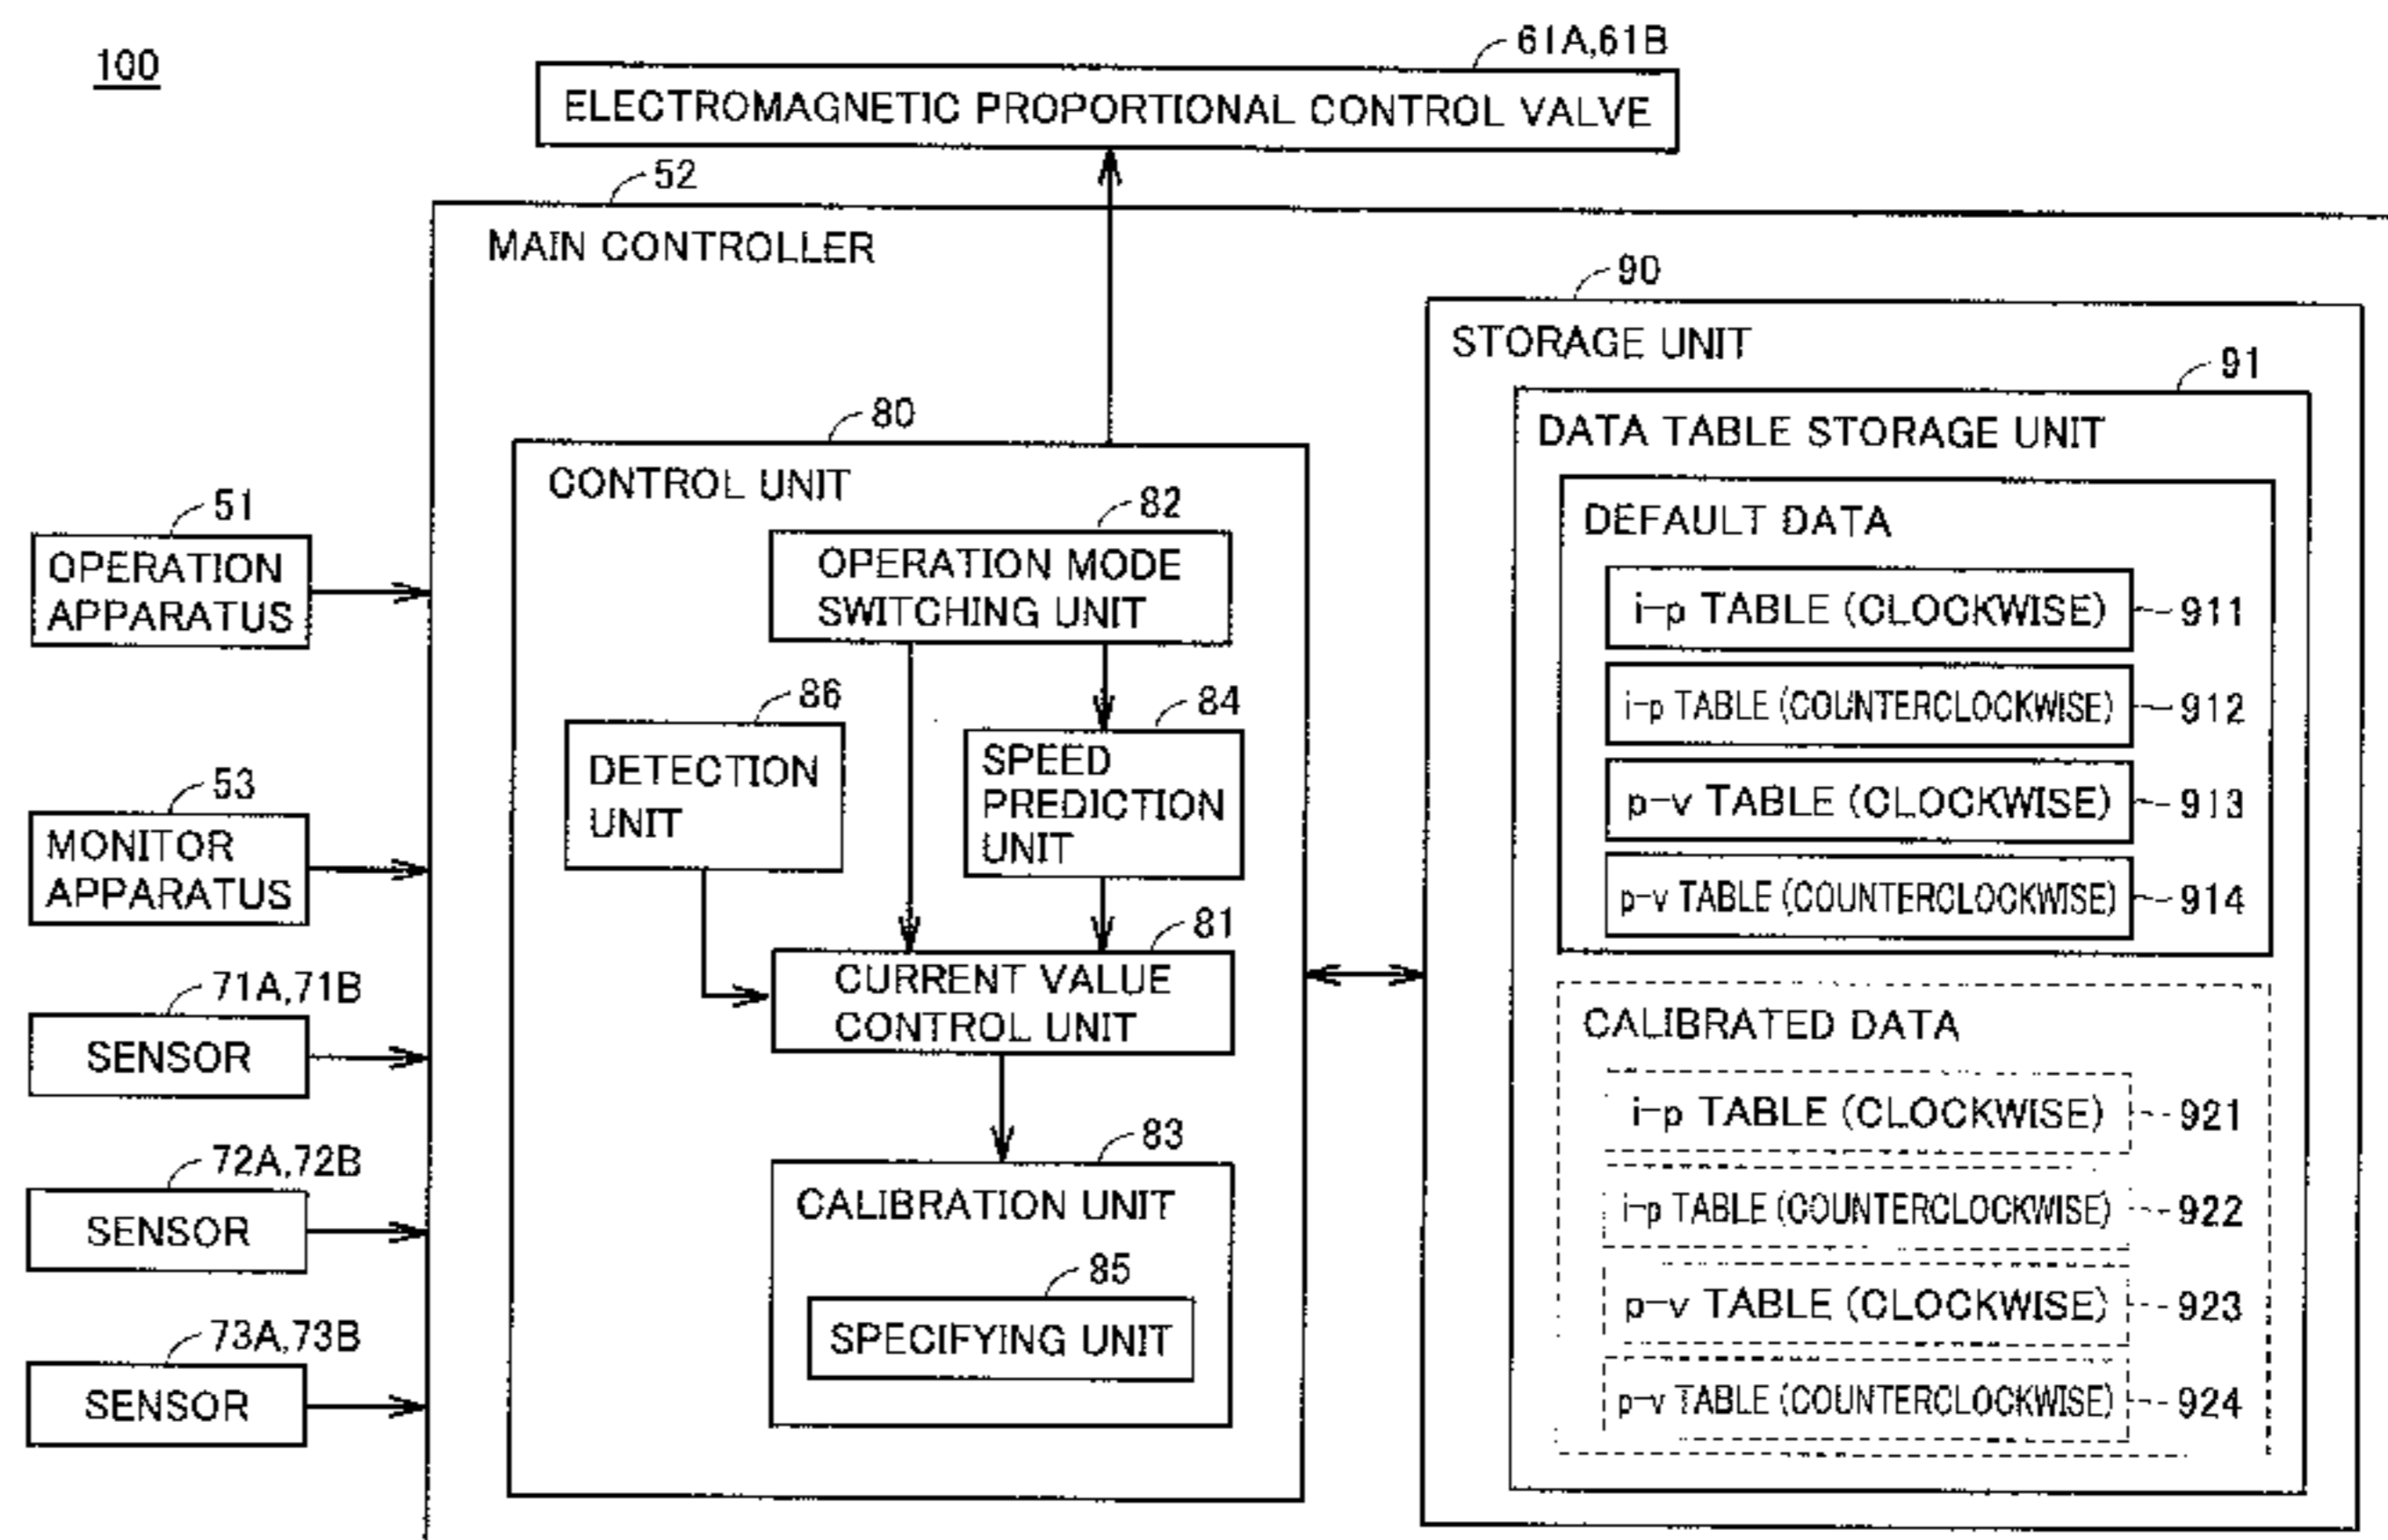 100
61A,61B
ELECTROMAGNETIC PROPORTIONAL CONTROL VALVE
52
MAIN CONTROLLER
90
STORAGE UNIT
91
DATA TABLE STORAGE UNIT
80
CONTROL UNIT
DEFAULT DATA
51
OPERATION
APPARATUS
82
OPERATION MODE
SWITCHING UNIT
i-p TABLE (CLOCKWISE)
911
i-p TABLE (COUNTERCLOCKWISE)
912
p-v TABLE (CLOCKWISE)
913
p-v TABLE (COUNTERCLOCKWISE)
914
86
DETECTION
UNIT
84
SPEED
PREDICTION
UNIT
53
MONITOR
APPARATUS
81
CURRENT VALUE
CONTROL UNIT
71A,71B
SENSOR
CALIBRATED DATA
i-p TABLE (CLOCKWISE)
921
i-p TABLE (COUNTERCLOCKWISE)
922
p-v TABLE (CLOCKWISE)
923
p-v TABLE (COUNTERCLOCKWISE)
924
83
CALIBRATION UNIT
72A,72B
SENSOR
85
SPECIFYING UNIT
73A,73B
SENSOR